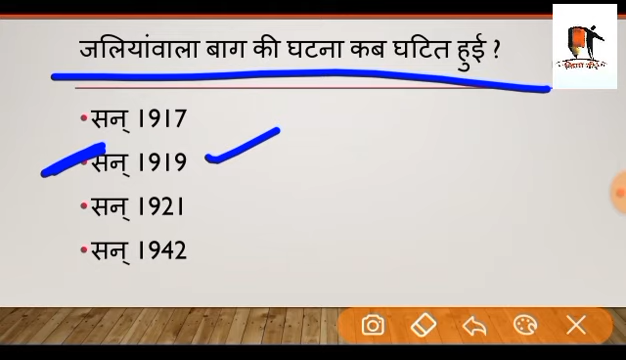 जलियांवाला बाग की घटना कब घटित हुई ?
•सन् 1917
•सन् 1919
•सन् 1921
•सन् 1942